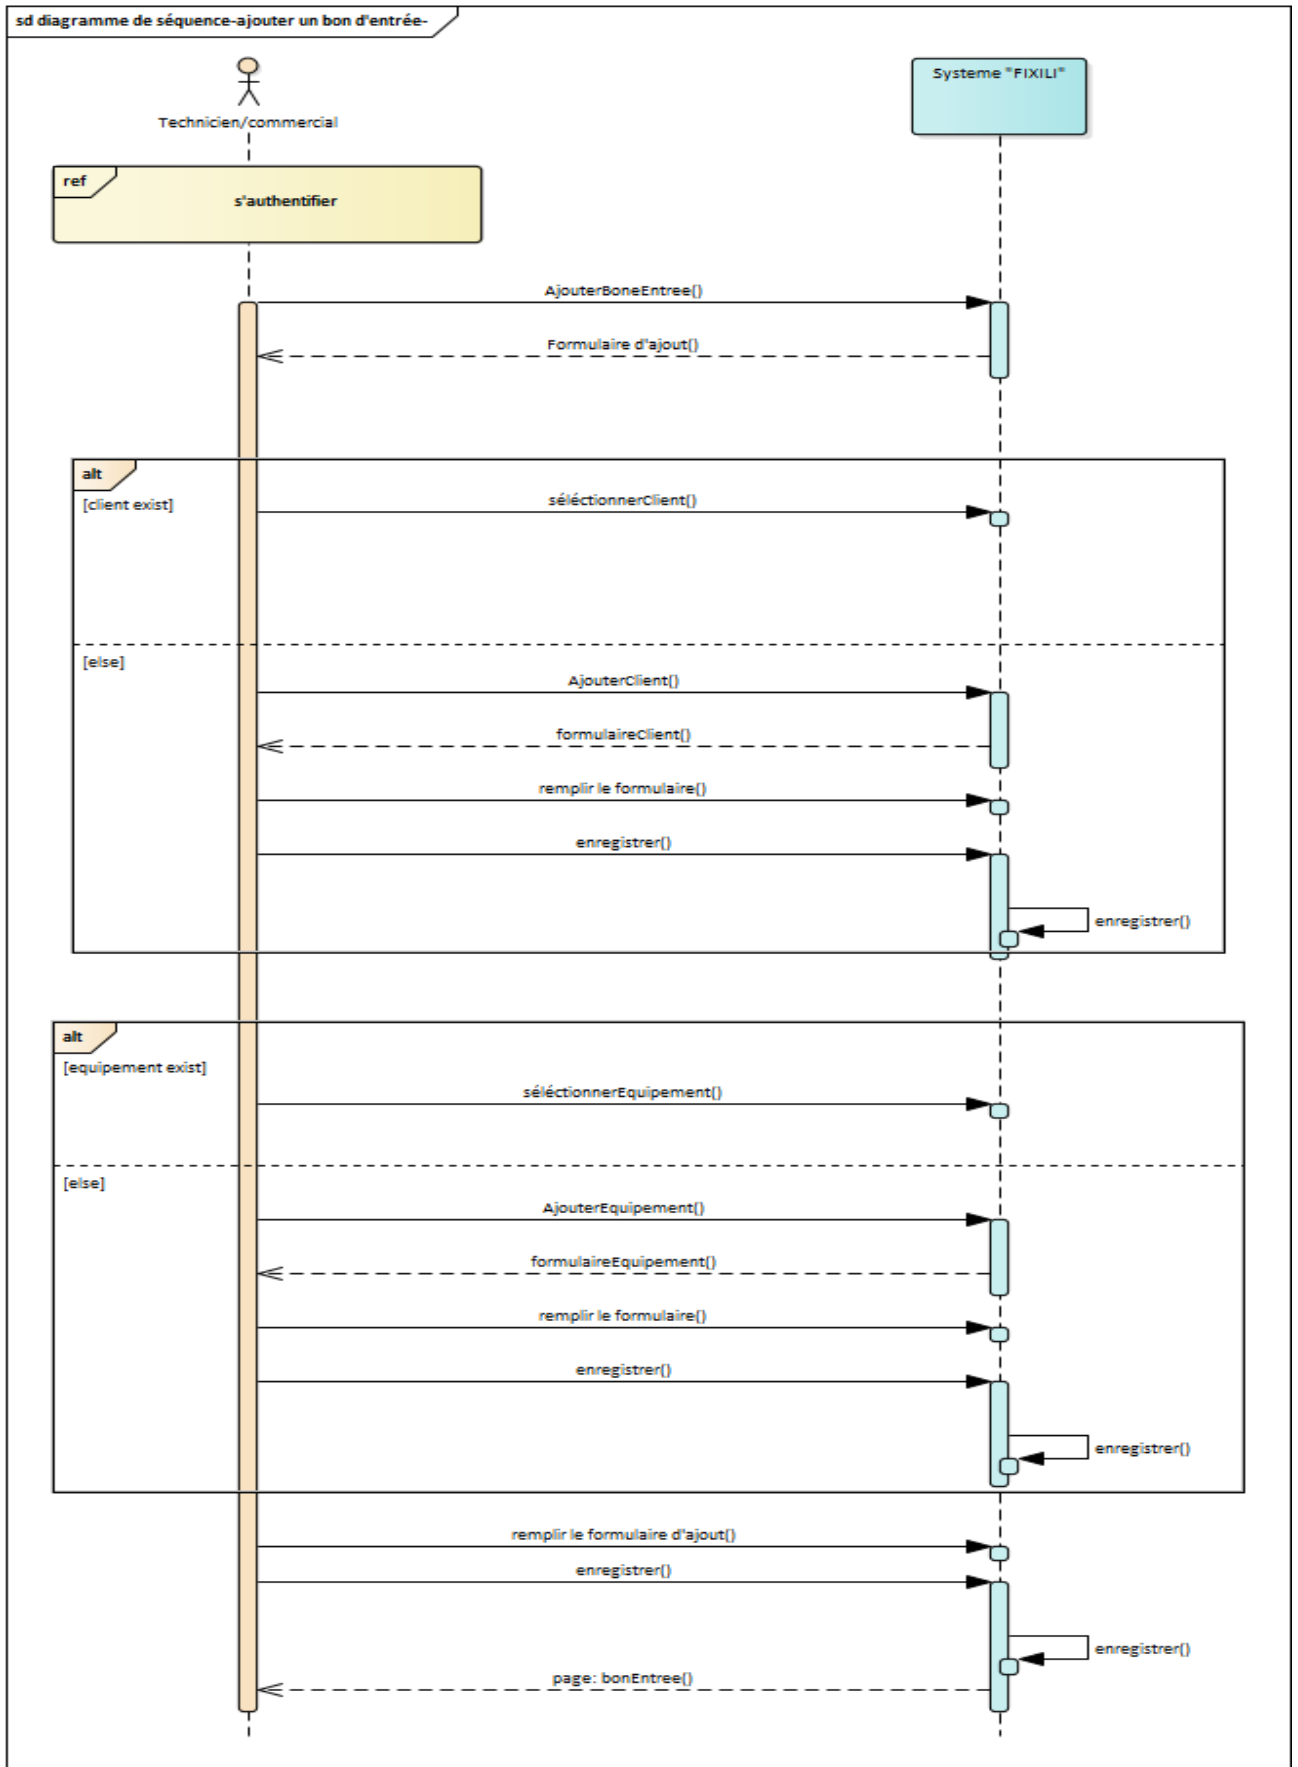 sd diagramme de séquence-ajouter un bon d'entrée-
Systeme "FIXILI"
Technicien/commercial
ref
s'authentifier
AjouterBoneEntree()
Formulaire d'ajout()
alt
[client exist]
séléctionnerClient()
[else]
AjouterClient()
formulaireClient()
remplir le formulaire()
enregistrer()
enregistrer()
alt
[equipement exist]
séléctionnerEquipement()
[else]
AjouterEquipement()
formulaireEquipement()
remplir le formulaire()
enregistrer()
enregistrer()
remplir le formulaire d'ajout()
enregistrer()
enregistrer()
page: bonEntree()